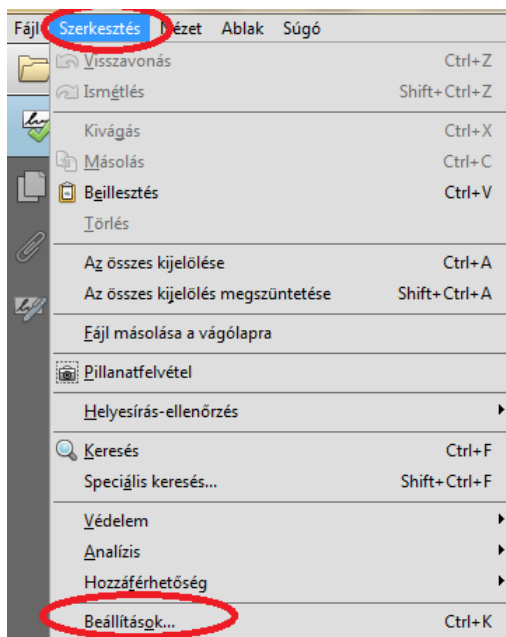 Fájl Szerkesztés Nézet Ablak Súgó
Visszavonás Ctrl+Z
Ismétlés Shift+Ctrl+Z
Kivágás Ctrl+X
Másolás Ctrl+C
Beillesztés Ctrl+V
Törlés
Az összes kijelölése Ctrl+A
Az összes kijelölés megszüntetése Shift+Ctrl+A
Fájl másolása a vágólapra
Pillanatfelvétel
Helyesírás-ellenőrzés
Keresés Ctrl+F
Speciális keresés... Shift+Ctrl+F
Védelem
Analízis
Hozzáférhetőség
Beállítások... Ctrl+K